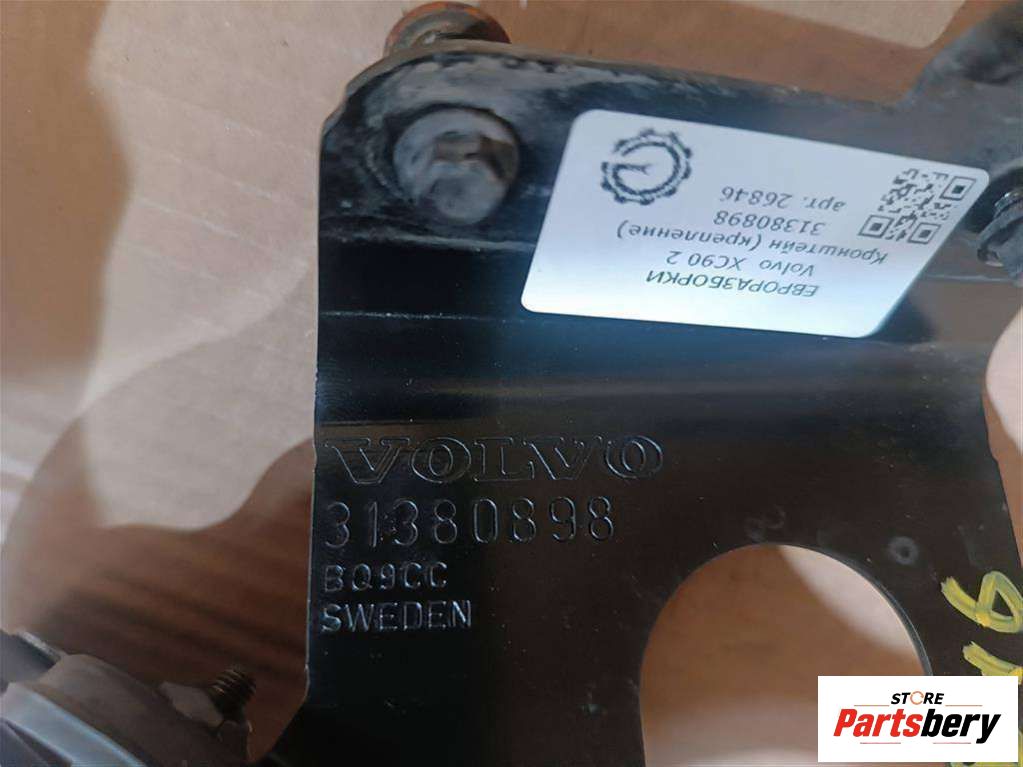 ЕВРОРАЗБОРКИ
Volvo XC90 2
Кронштейн (крепление)
31380898
арт. 26846
VOLVO
31380898
BQ9CC
SWEDEN
STORE
Partsbery